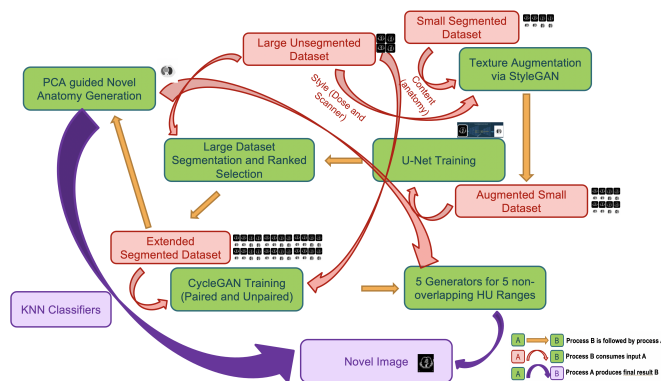 Small Segmented
Dataset
Large Unsegmented
Dataset
Texture Augmentation
via StyleGAN
PCA guided Novel
Anatomy Generation
Style (Dose and
Scanner)
Content
(anatomy)
Large Dataset
Segmentation and Ranked
Selection
U-Net Training
Augmented Small
Dataset
Extended
Segmented Dataset
CycleGAN Training
(Paired and Unpaired)
5 Generators for 5 non-
overlapping HU Ranges
KNN Classifiers
Novel Image
A B Process B is followed by process .
A B Process B consumes input A
A B Process A produces final result B